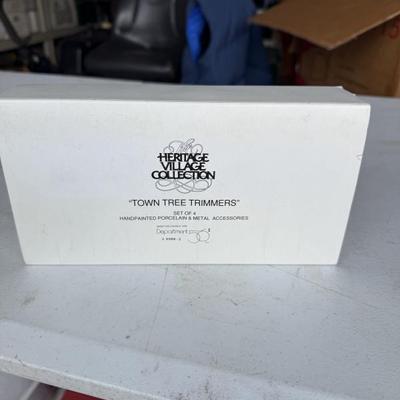 The
HERITAGE
VILLAGE
COLLECTION
"TOWN TREE TRIMMERS"
SET OF 4
HANDPAINTED PORCELAIN & METAL ACCESSORIES
Department 56